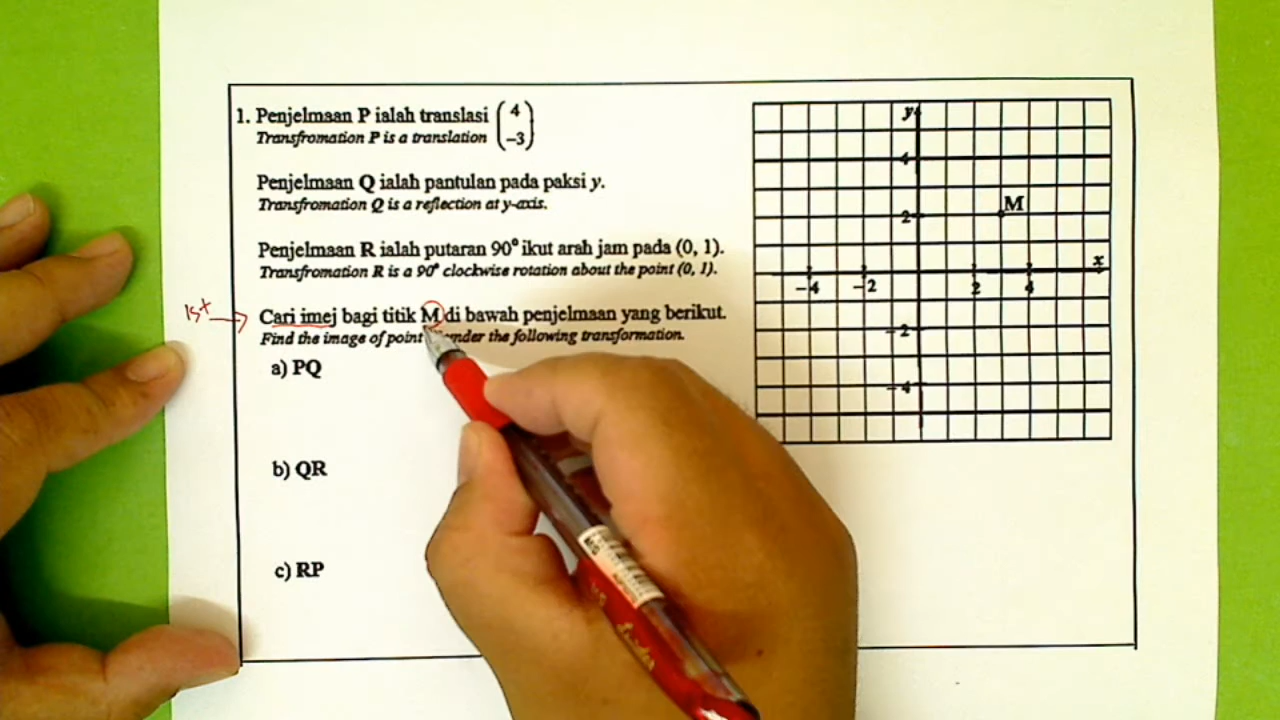 1. Penjelmaan P ialah translasi ( 4
Transfromation P is a translation −3 )
Penjelmaan Q ialah pantulan pada paksi y.
Transfromation Q is a reflection at y-axis.
Penjelmaan R ialah putaran 90° ikut arah jam pada (0, 1).
Transfromation R is a 90° clockwise rotation about the point (0, 1).
1st → Cari imej bagi titik M di bawah penjelmaan yang berikut.
Find the image of point under the following transformation.
a) PQ
b) QR
c) RP
y
4
M
2
x
−4 −2 2 4
−2
−4